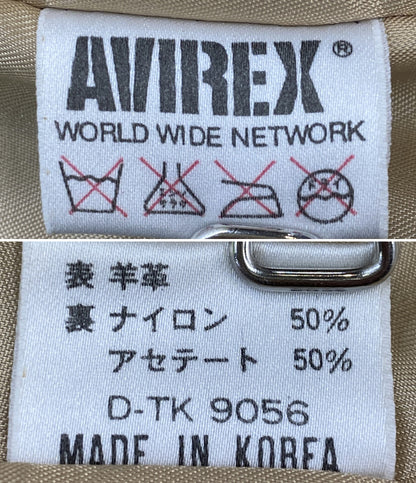 AVIREX®
WORLD WIDE NETWORK
表 羊革
裏 ナイロン 50%
アセテート 50%
D-TK 9056
MADE IN KOREA